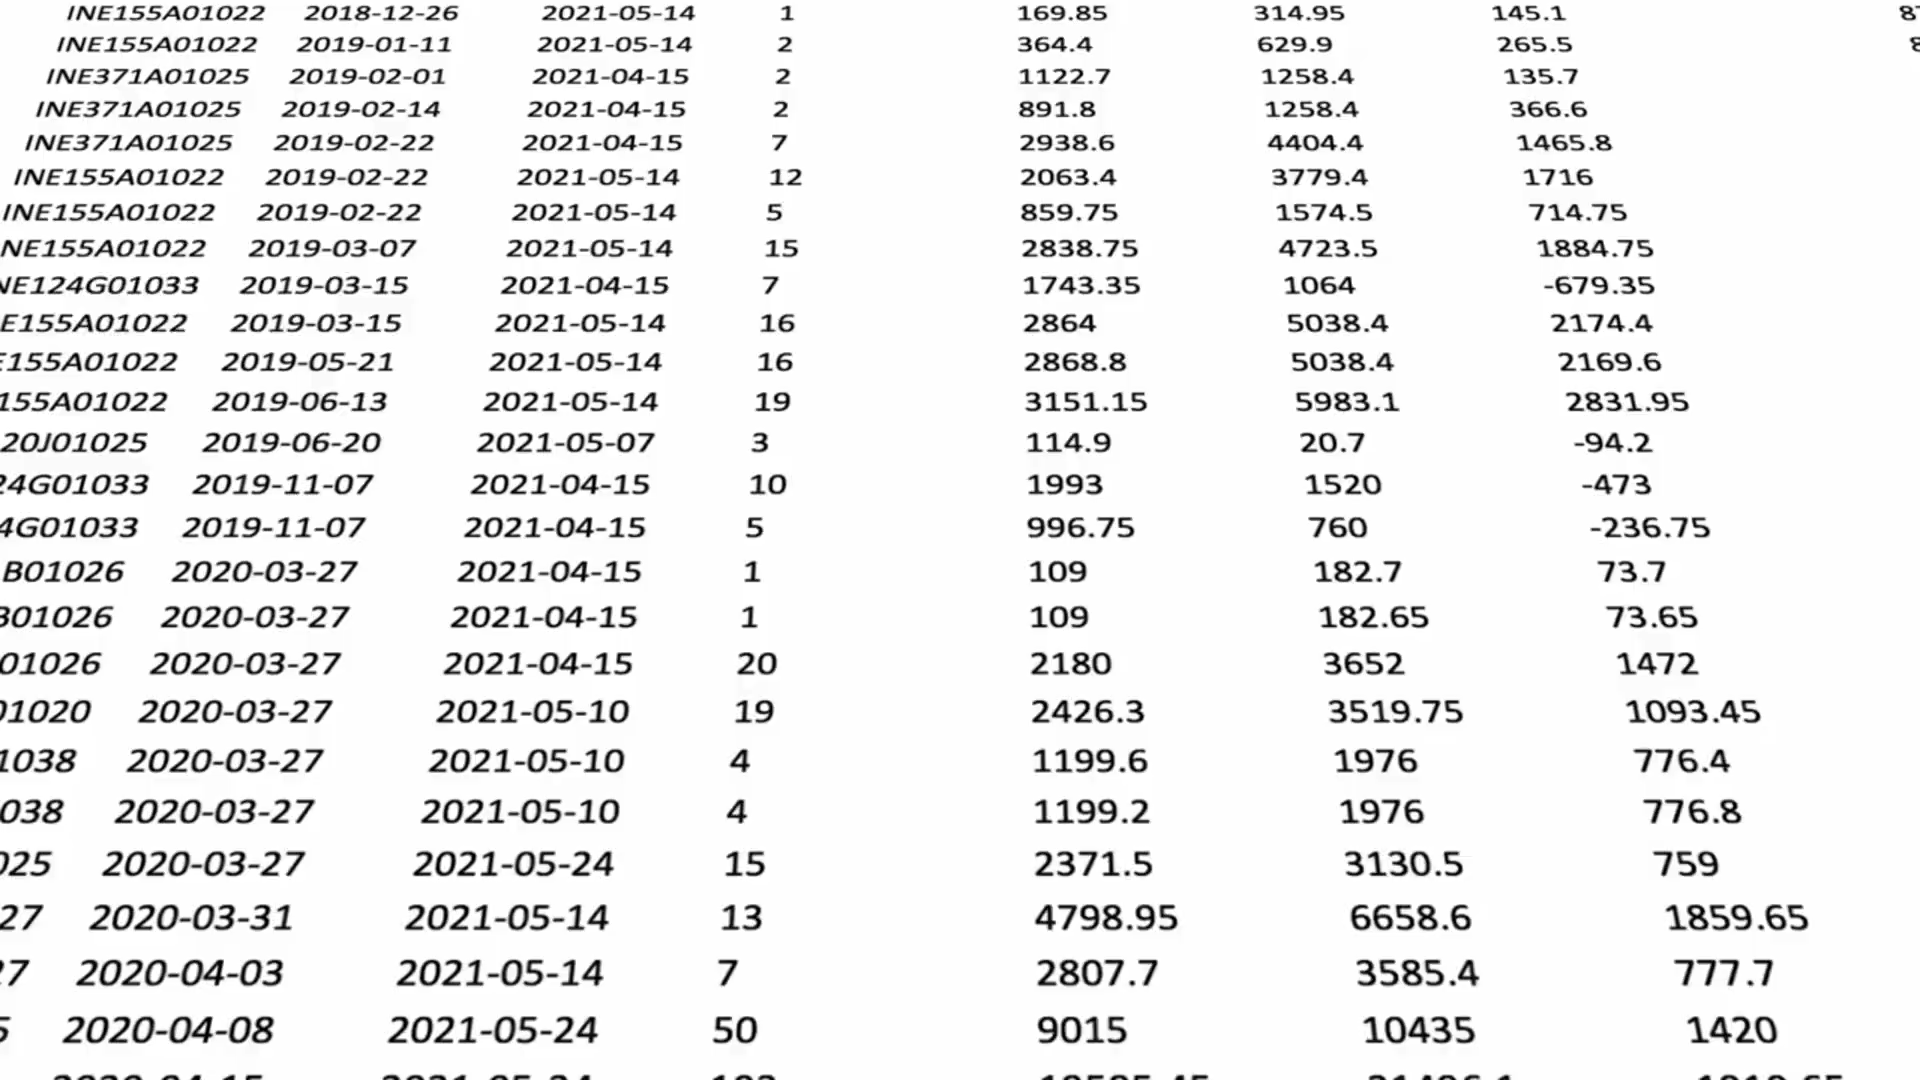 INE155A01022 2018-12-26 2021-05-14 1 169.85 314.95 145.1
INE155A01022 2019-01-11 2021-05-14 2 364.4 629.9 265.5
INE371A01025 2019-02-01 2021-04-15 2 1122.7 1258.4 135.7
INE371A01025 2019-02-14 2021-04-15 2 891.8 1258.4 366.6
INE371A01025 2019-02-22 2021-04-15 7 2938.6 4404.4 1465.8
INE155A01022 2019-02-22 2021-05-14 12 2063.4 3779.4 1716
INE155A01022 2019-02-22 2021-05-14 5 859.75 1574.5 714.75
NE155A01022 2019-03-07 2021-05-14 15 2838.75 4723.5 1884.75
NE124G01033 2019-03-15 2021-04-15 7 1743.35 1064 -679.35
E155A01022 2019-03-15 2021-05-14 16 2864 5038.4 2174.4
E155A01022 2019-05-21 2021-05-14 16 2868.8 5038.4 2169.6
155A01022 2019-06-13 2021-05-14 19 3151.15 5983.1 2831.95
20J01025 2019-06-20 2021-05-07 3 114.9 20.7 -94.2
24G01033 2019-11-07 2021-04-15 10 1993 1520 -473
4G01033 2019-11-07 2021-04-15 5 996.75 760 -236.75
B01026 2020-03-27 2021-04-15 1 109 182.7 73.7
B01026 2020-03-27 2021-04-15 1 109 182.65 73.65
01026 2020-03-27 2021-04-15 20 2180 3652 1472
01020 2020-03-27 2021-05-10 19 2426.3 3519.75 1093.45
1038 2020-03-27 2021-05-10 4 1199.6 1976 776.4
038 2020-03-27 2021-05-10 4 1199.2 1976 776.8
025 2020-03-27 2021-05-24 15 2371.5 3130.5 759
27 2020-03-31 2021-05-14 13 4798.95 6658.6 1859.65
27 2020-04-03 2021-05-14 7 2807.7 3585.4 777.7
5 2020-04-08 2021-05-24 50 9015 10435 1420